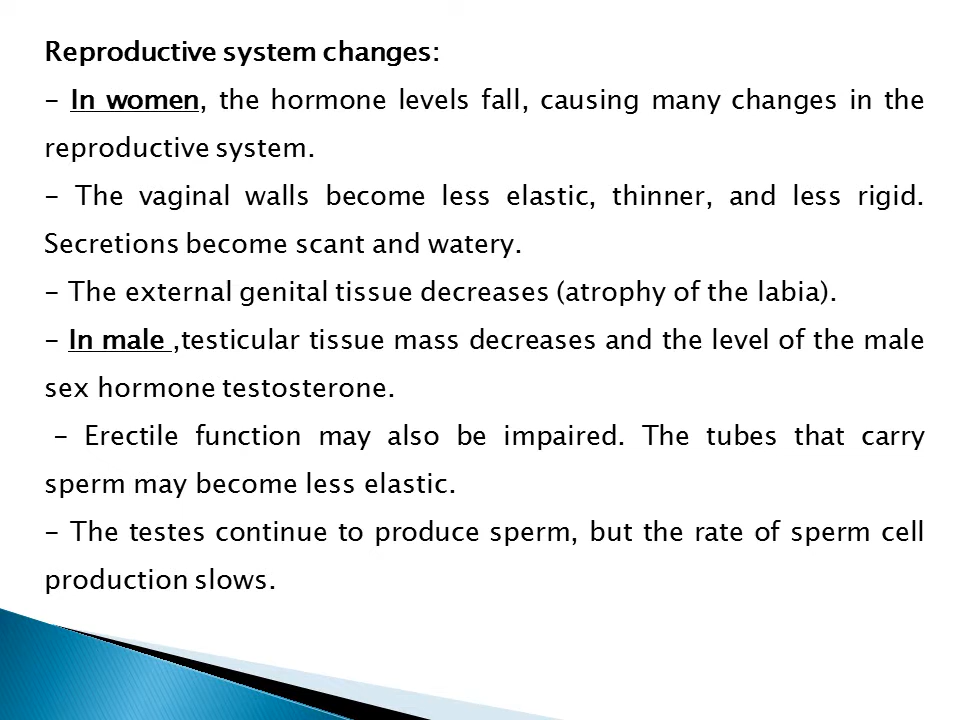 Reproductive system changes:
- In women, the hormone levels fall, causing many changes in the
reproductive system.
- The vaginal walls become less elastic, thinner, and less rigid.
Secretions become scant and watery.
- The external genital tissue decreases (atrophy of the labia).
- In male ,testicular tissue mass decreases and the level of the male
sex hormone testosterone.
- Erectile function may also be impaired. The tubes that carry
sperm may become less elastic.
- The testes continue to produce sperm, but the rate of sperm cell
production slows.